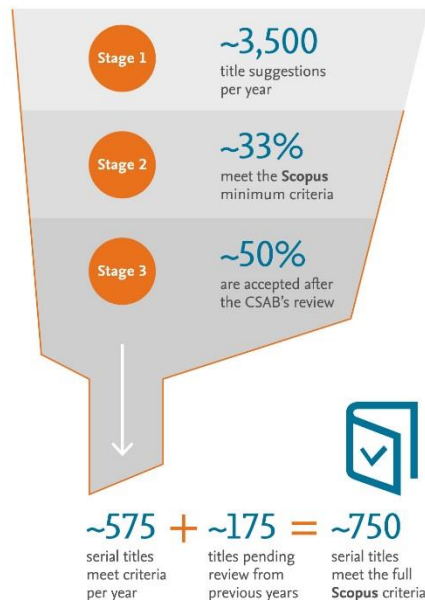 Stage 1
~3,500
title suggestions
per year
Stage 2
~33%
meet the Scopus
minimum criteria
Stage 3
~50%
are accepted after
the CSAB's review
~575 + ~175 = ~750
serial titles
meet criteria
per year
titles pending
review from
previous years
serial titles
meet the full
Scopus criteria